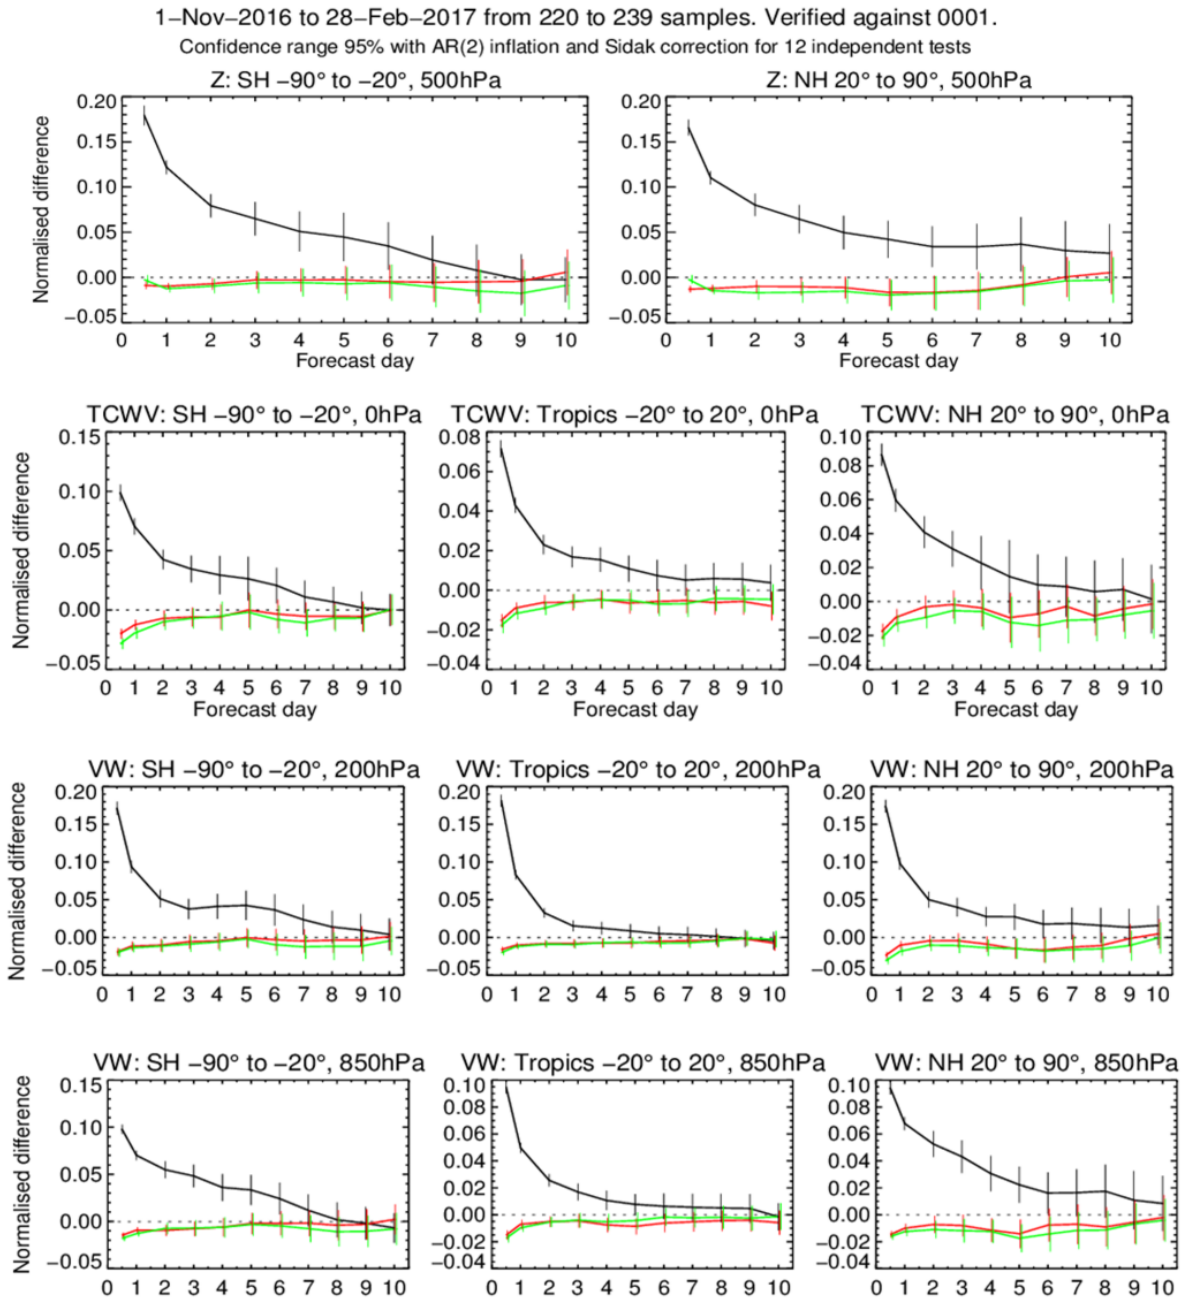 1−Nov−2016 to 28−Feb−2017 from 220 to 239 samples. Verified against 0001.
Confidence range 95% with AR(2) inflation and Sidak correction for 12 independent tests
Z: SH −90° to −20°, 500hPa
Z: NH 20° to 90°, 500hPa
Normalised difference
0.20
0.15
0.10
0.05
0.00
−0.05
0 1 2 3 4 5 6 7 8 9 10
Forecast day
0.20
0.15
0.10
0.05
0.00
−0.05
0 1 2 3 4 5 6 7 8 9 10
Forecast day
TCWV: SH −90° to −20°, 0hPa
TCWV: Tropics −20° to 20°, 0hPa
TCWV: NH 20° to 90°, 0hPa
Normalised difference
0.15
0.10
0.05
0.00
−0.05
0 1 2 3 4 5 6 7 8 9 10
Forecast day
0.08
0.06
0.04
0.02
0.00
−0.02
−0.04
0 1 2 3 4 5 6 7 8 9 10
Forecast day
0.10
0.08
0.06
0.04
0.02
0.00
−0.02
−0.04
0 1 2 3 4 5 6 7 8 9 10
Forecast day
VW: SH −90° to −20°, 200hPa
VW: Tropics −20° to 20°, 200hPa
VW: NH 20° to 90°, 200hPa
Normalised difference
0.20
0.15
0.10
0.05
0.00
−0.05
0 1 2 3 4 5 6 7 8 9 10
0.20
0.15
0.10
0.05
0.00
−0.05
0 1 2 3 4 5 6 7 8 9 10
0.20
0.15
0.10
0.05
0.00
−0.05
0 1 2 3 4 5 6 7 8 9 10
VW: SH −90° to −20°, 850hPa
VW: Tropics −20° to 20°, 850hPa
VW: NH 20° to 90°, 850hPa
Normalised difference
0.15
0.10
0.05
0.00
−0.05
0 1 2 3 4 5 6 7 8 9 10
0.10
0.08
0.06
0.04
0.02
0.00
−0.02
−0.04
0 1 2 3 4 5 6 7 8 9 10
0.10
0.08
0.06
0.04
0.02
0.00
−0.02
−0.04
0 1 2 3 4 5 6 7 8 9 10